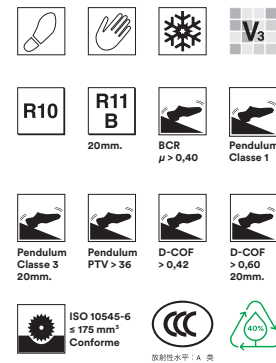 V3
R10
R11
B
20mm.
BCR
μ > 0,40
Pendulum
Classe 1
Pendulum
Classe 3
20mm.
Pendulum
PTV > 36
D-COF
> 0,42
D-COF
> 0,60
20mm.
ISO 10545-6
≤ 175 mm³
Conforme
CCC
放射性水平：A 类
40%